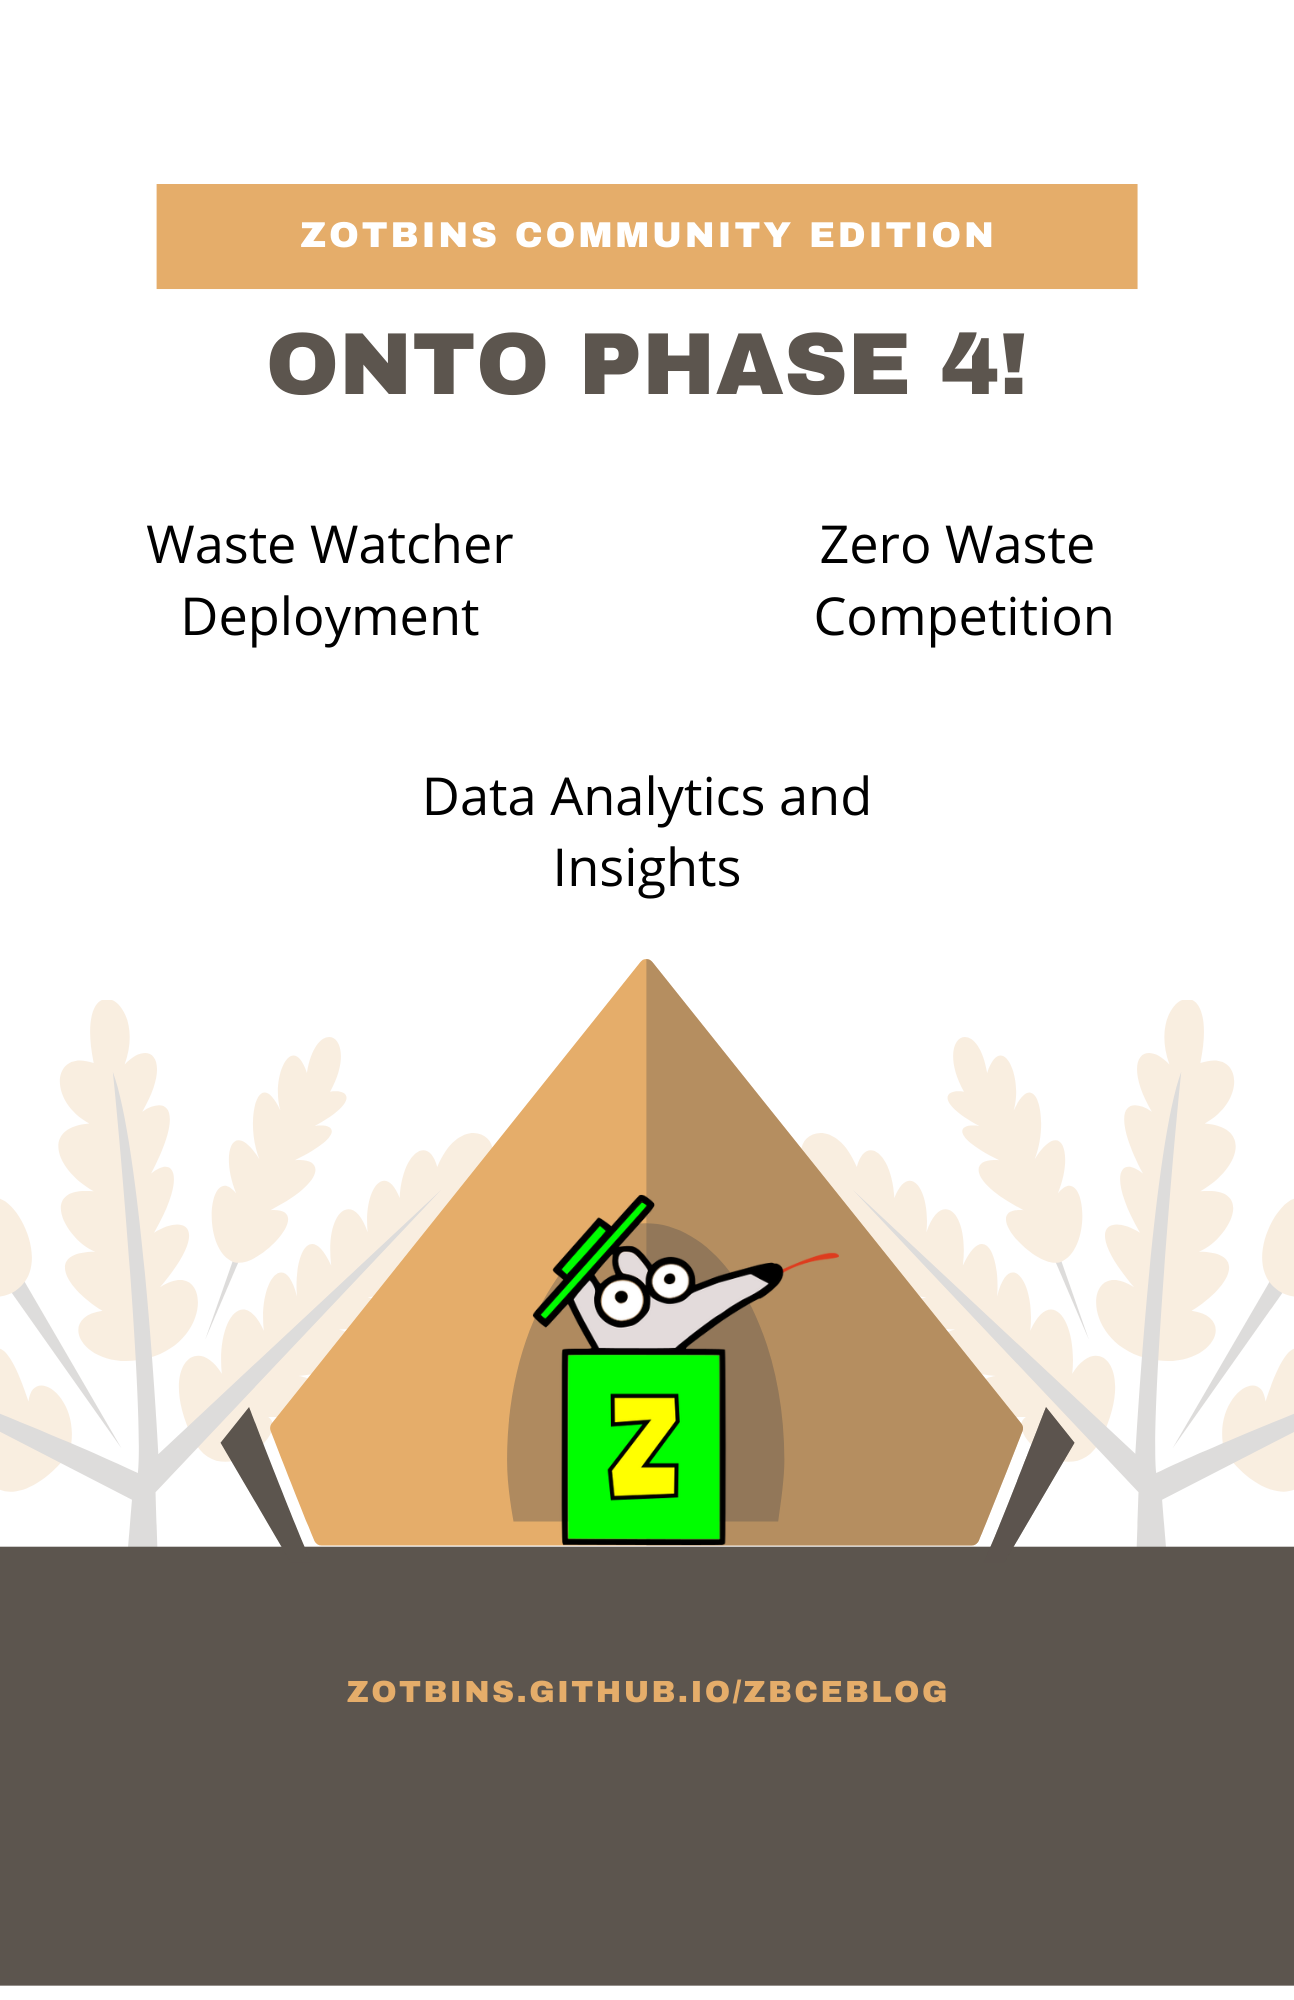 ZOTBINS COMMUNITY EDITION
ONTO PHASE 4!
Waste Watcher
Deployment
Zero Waste
Competition
Data Analytics and
Insights
Z
ZOTBINS.GITHUB.IO/ZBCEBLOG